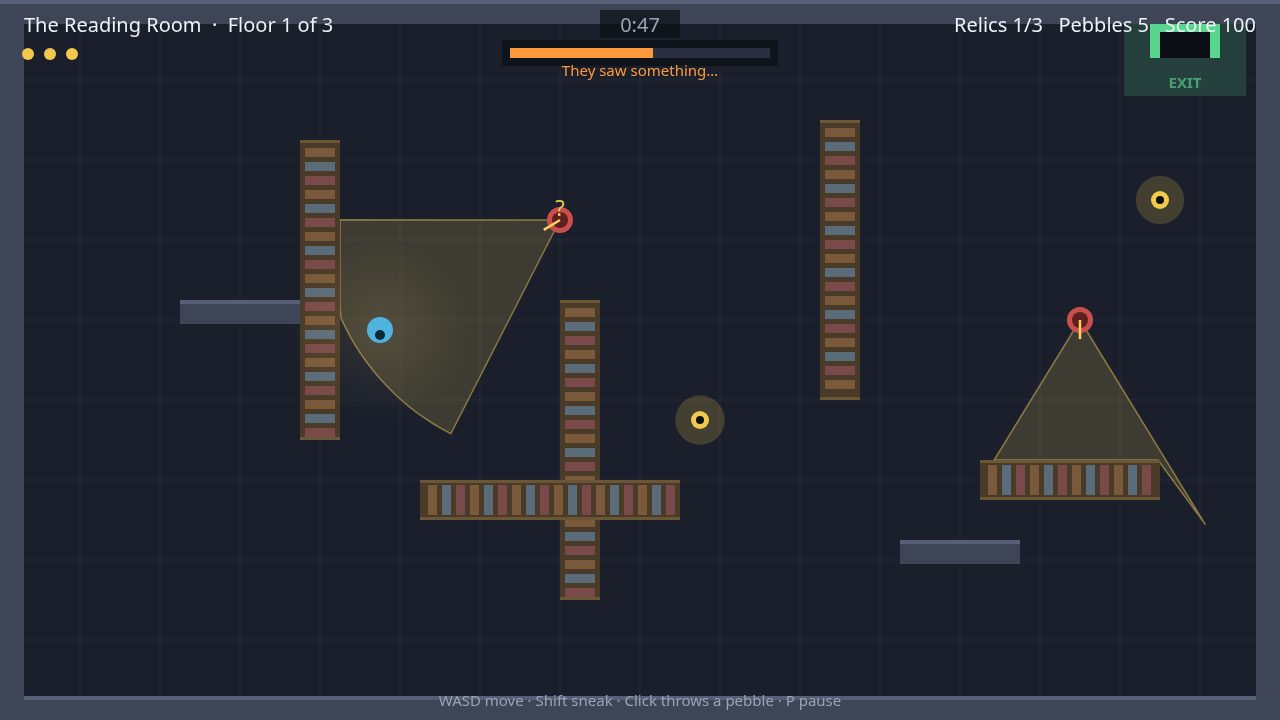 The Reading Room · Floor 1 of 3
0:47
Relics 1/3 Pebbles 5 Score 100
They saw something...
EXIT
?
WASD move · Shift sneak · Click throws a pebble · P pause